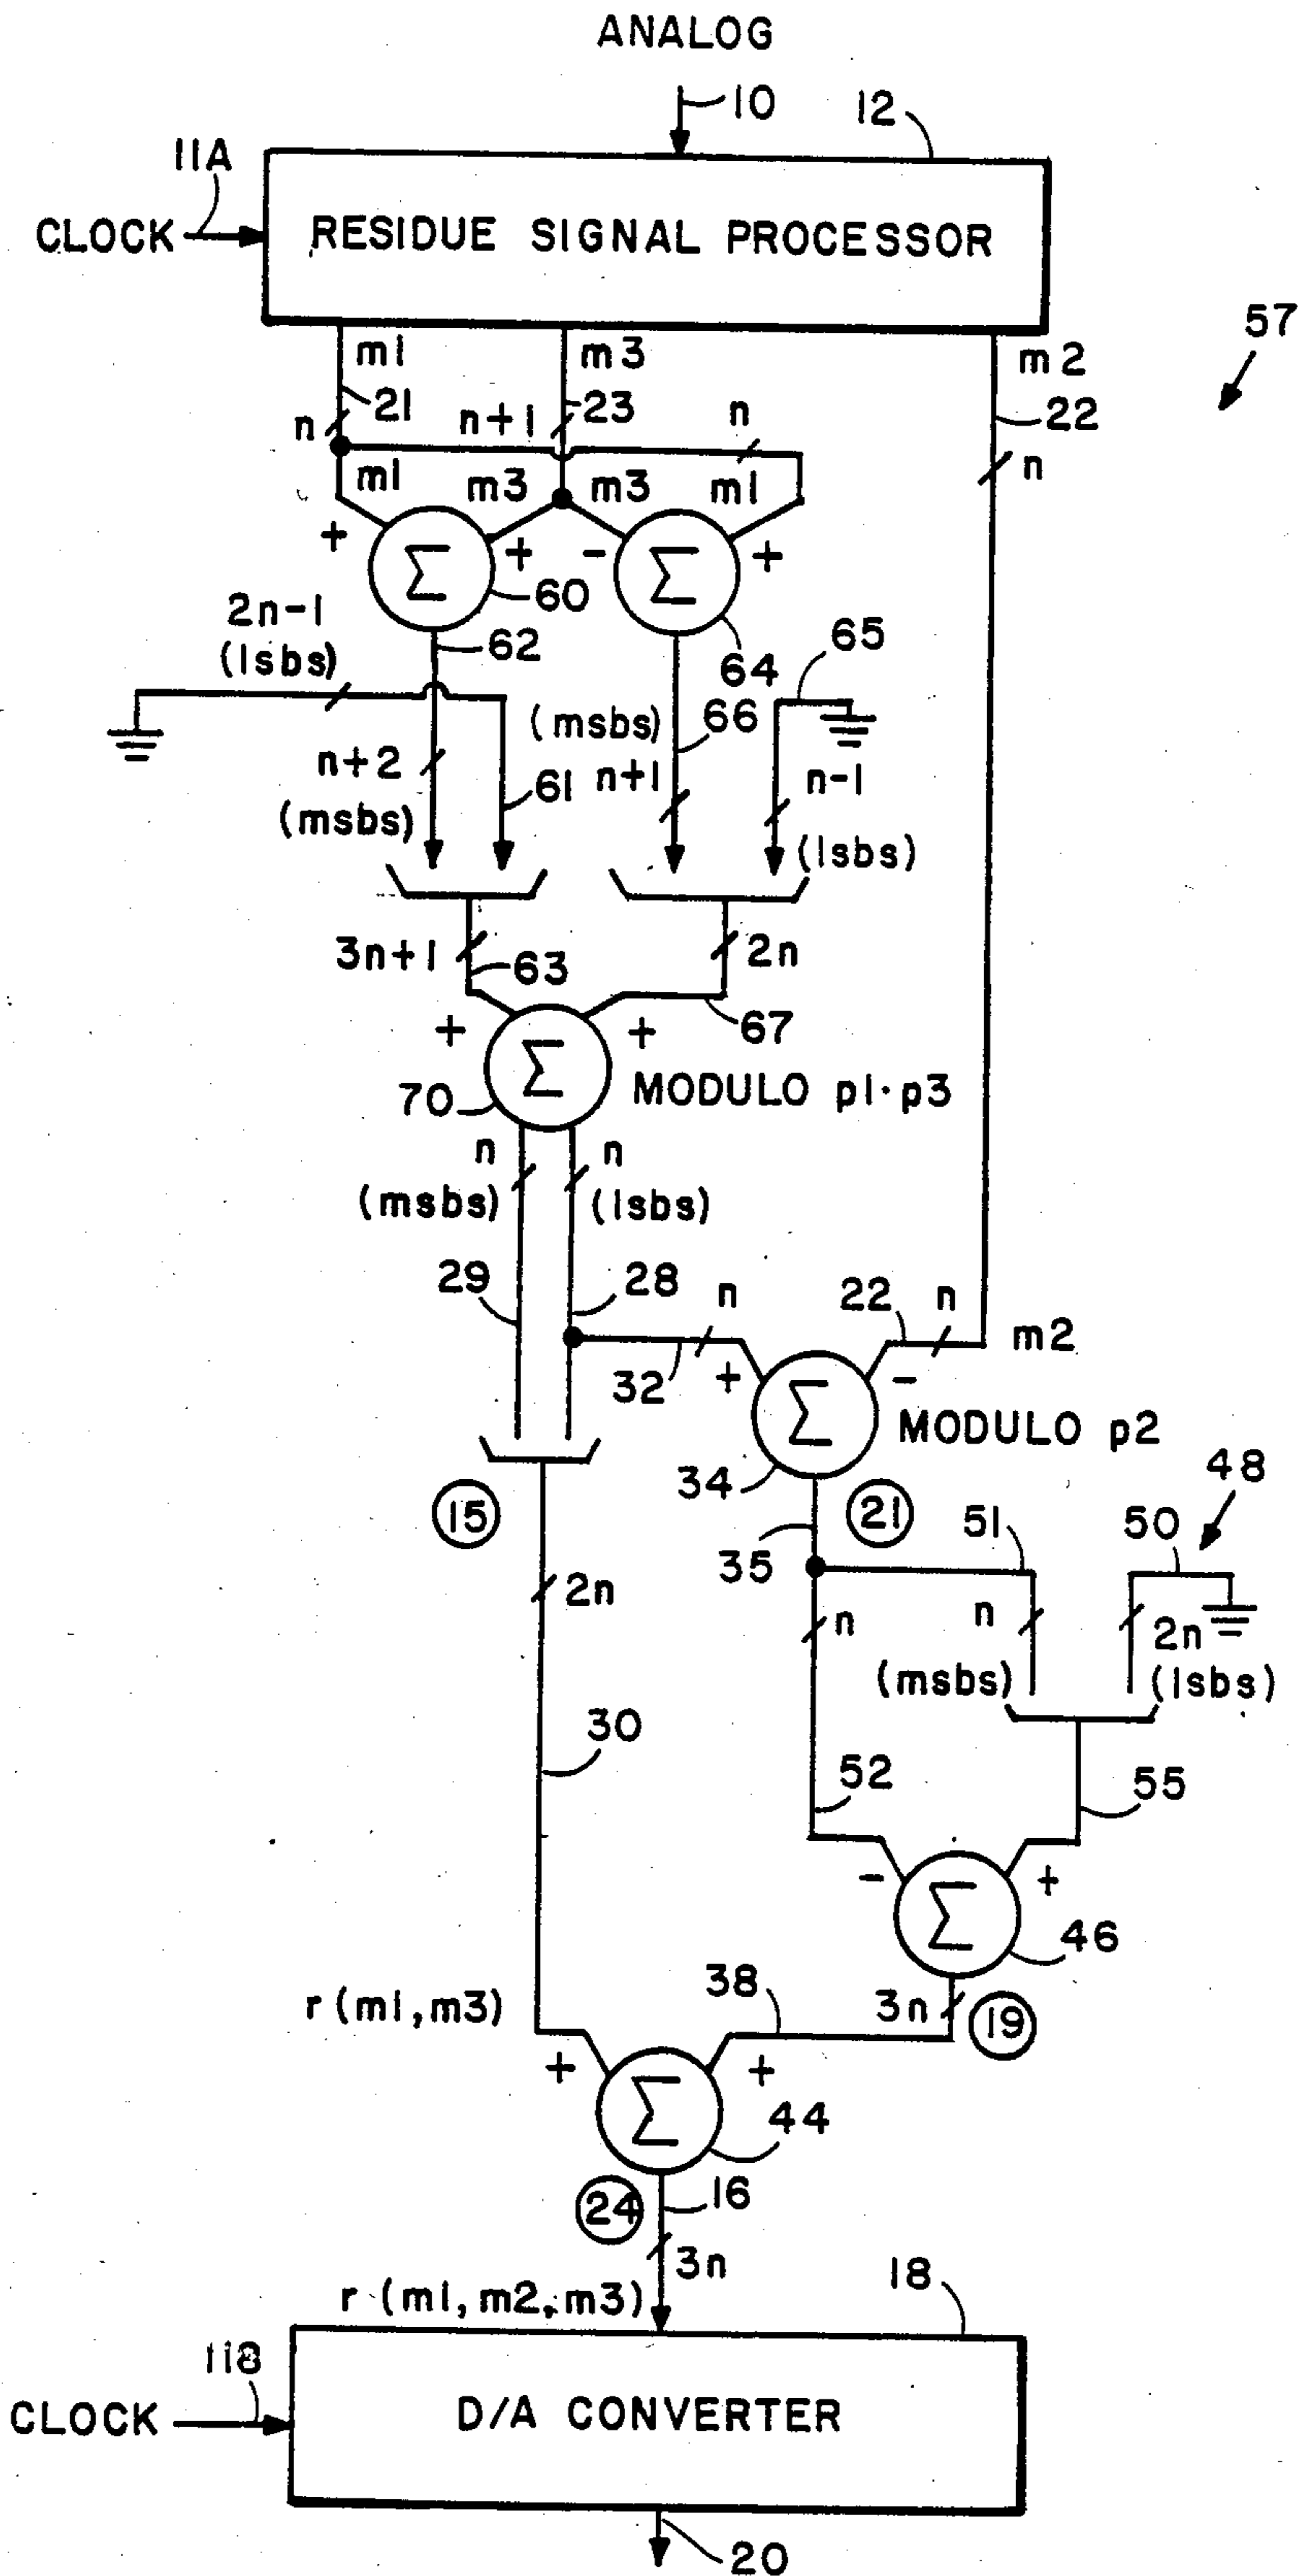 ANALOG
10
12
11A
CLOCK
RESIDUE SIGNAL PROCESSOR
57
m1
m3
m2
21
n+1
23
n
22
n
n
m1
m3
m3
m1
+
+
-
+
Σ
Σ
60
2n-1
(lsbs)
62
64
65
(msbs)
66
n+2
(msbs)
61
n+1
n-1
(lsbs)
3n+1
63
2n
67
+
+
Σ
70
MODULO p1·p3
n
n
(msbs)
(lsbs)
29
28
n
22
n
m2
32
+
-
Σ
MODULO p2
34
48
15
21
51
50
35
2n
n
n
2n
(msbs)
(lsbs)
30
52
55
-
+
Σ
46
38
r(m1,m3)
3n
19
+
+
Σ
44
24
16
3n
r(m1,m2,m3)
18
118
CLOCK
D/A CONVERTER
20